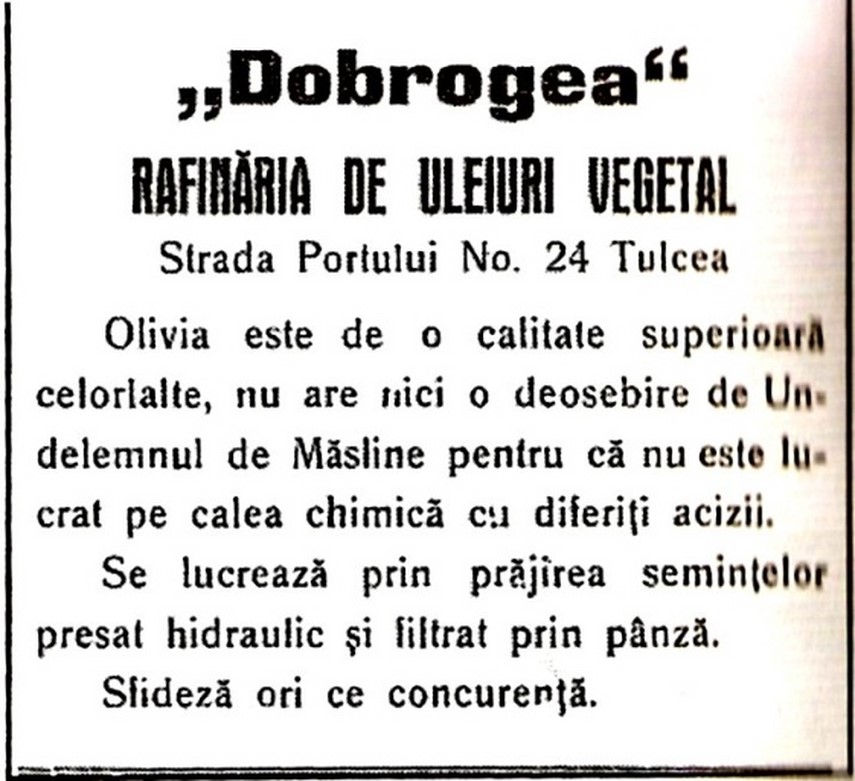 „Dobrogea“
RAFINĂRIA DE ULEIURI VEGETAL
Strada Portului No. 24 Tulcea
Olivia este de o calitate superioară
celorlalte, nu are nici o deosebire de Un-
delemnul de Măsline pentru că nu este lu-
crat pe calea chimică cu diferiți acizii.
Se lucrează prin prăjirea semințelor
presat hidraulic și filtrat prin pânză.
Sfideză ori ce concurență.